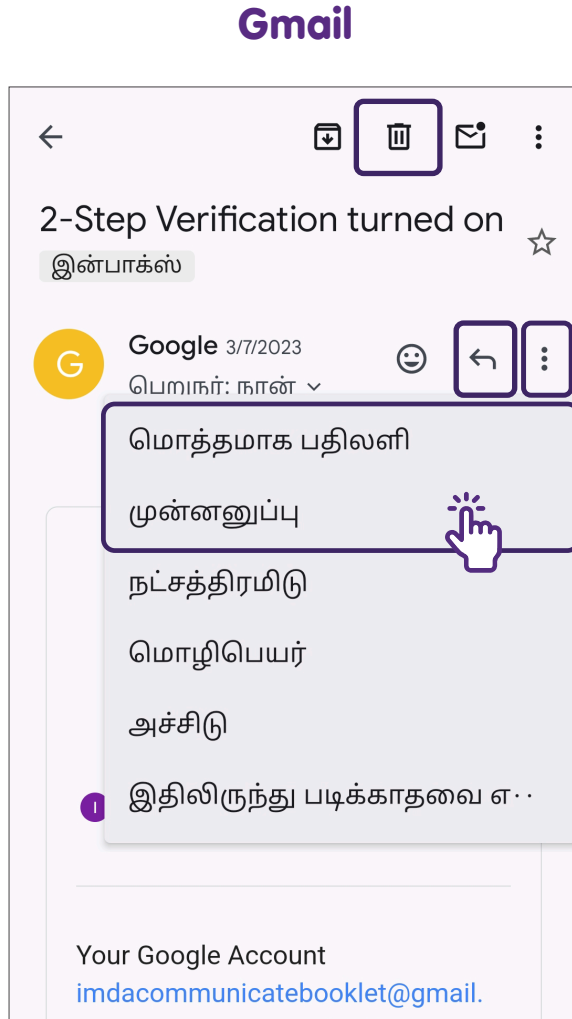 Gmail
2-Step Verification turned on
இன்பாக்ஸ்
G
Google 3/7/2023
பெறுநர்: நான்
மொத்தமாக பதிலளி
முன்னனுப்பு
நட்சத்திரமிடு
மொழிபெயர்
அச்சிடு
இதிலிருந்து படிக்காதவை எ··
I
Your Google Account
imdacommunicatebooklet@gmail.